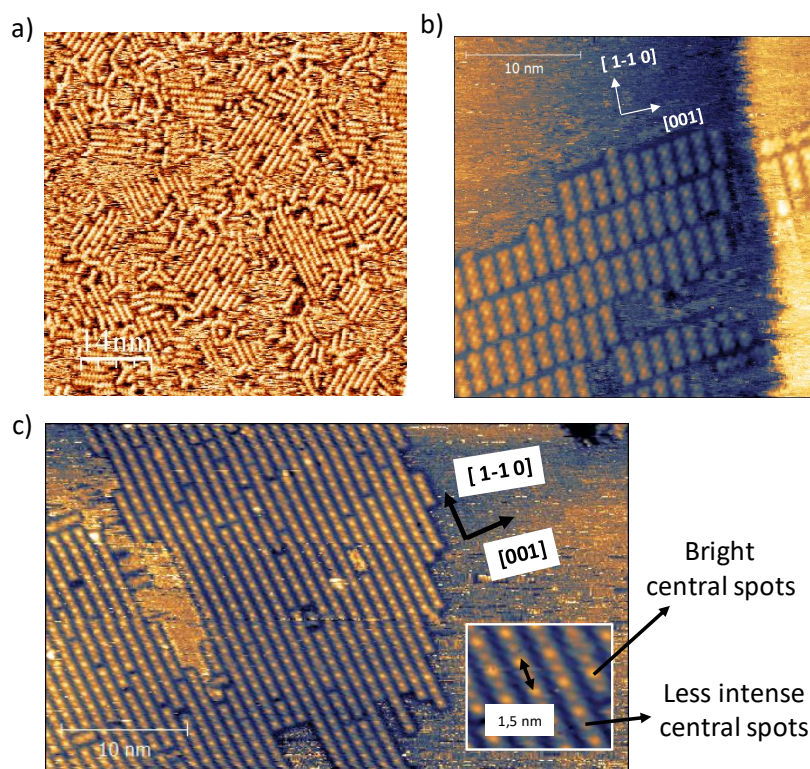 a)
14nm
b)
10 nm
[ 1-1 0]
[001]
c)
[ 1-1 0]
[001]
10 nm
1,5 nm
Bright
central spots
Less intense
central spots